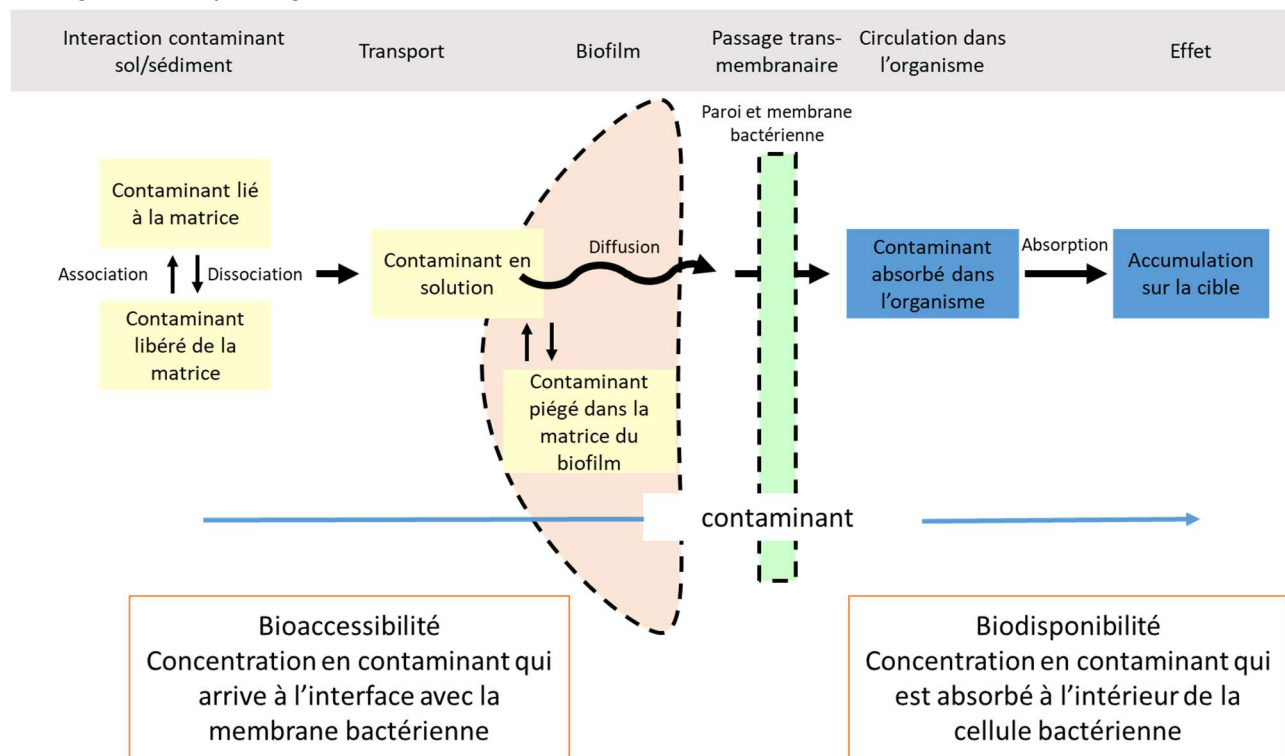 Interaction contaminant
sol/sédiment
Transport
Biofilm
Passage trans-
membranaire
Circulation dans
l'organisme
Effet
Paroi et membrane
bactérienne
Contaminant lié
à la matrice
Association
Dissociation
Contaminant
libéré de la
matrice
Contaminant en
solution
Diffusion
Contaminant
piégé dans la
matrice du
biofilm
Contaminant
absorbé dans
l'organisme
Absorption
Accumulation
sur la cible
contaminant
Bioaccessibilité
Concentration en contaminant qui
arrive à l'interface avec la
membrane bactérienne
Biodisponibilité
Concentration en contaminant qui
est absorbé à l'intérieur de la
cellule bactérienne